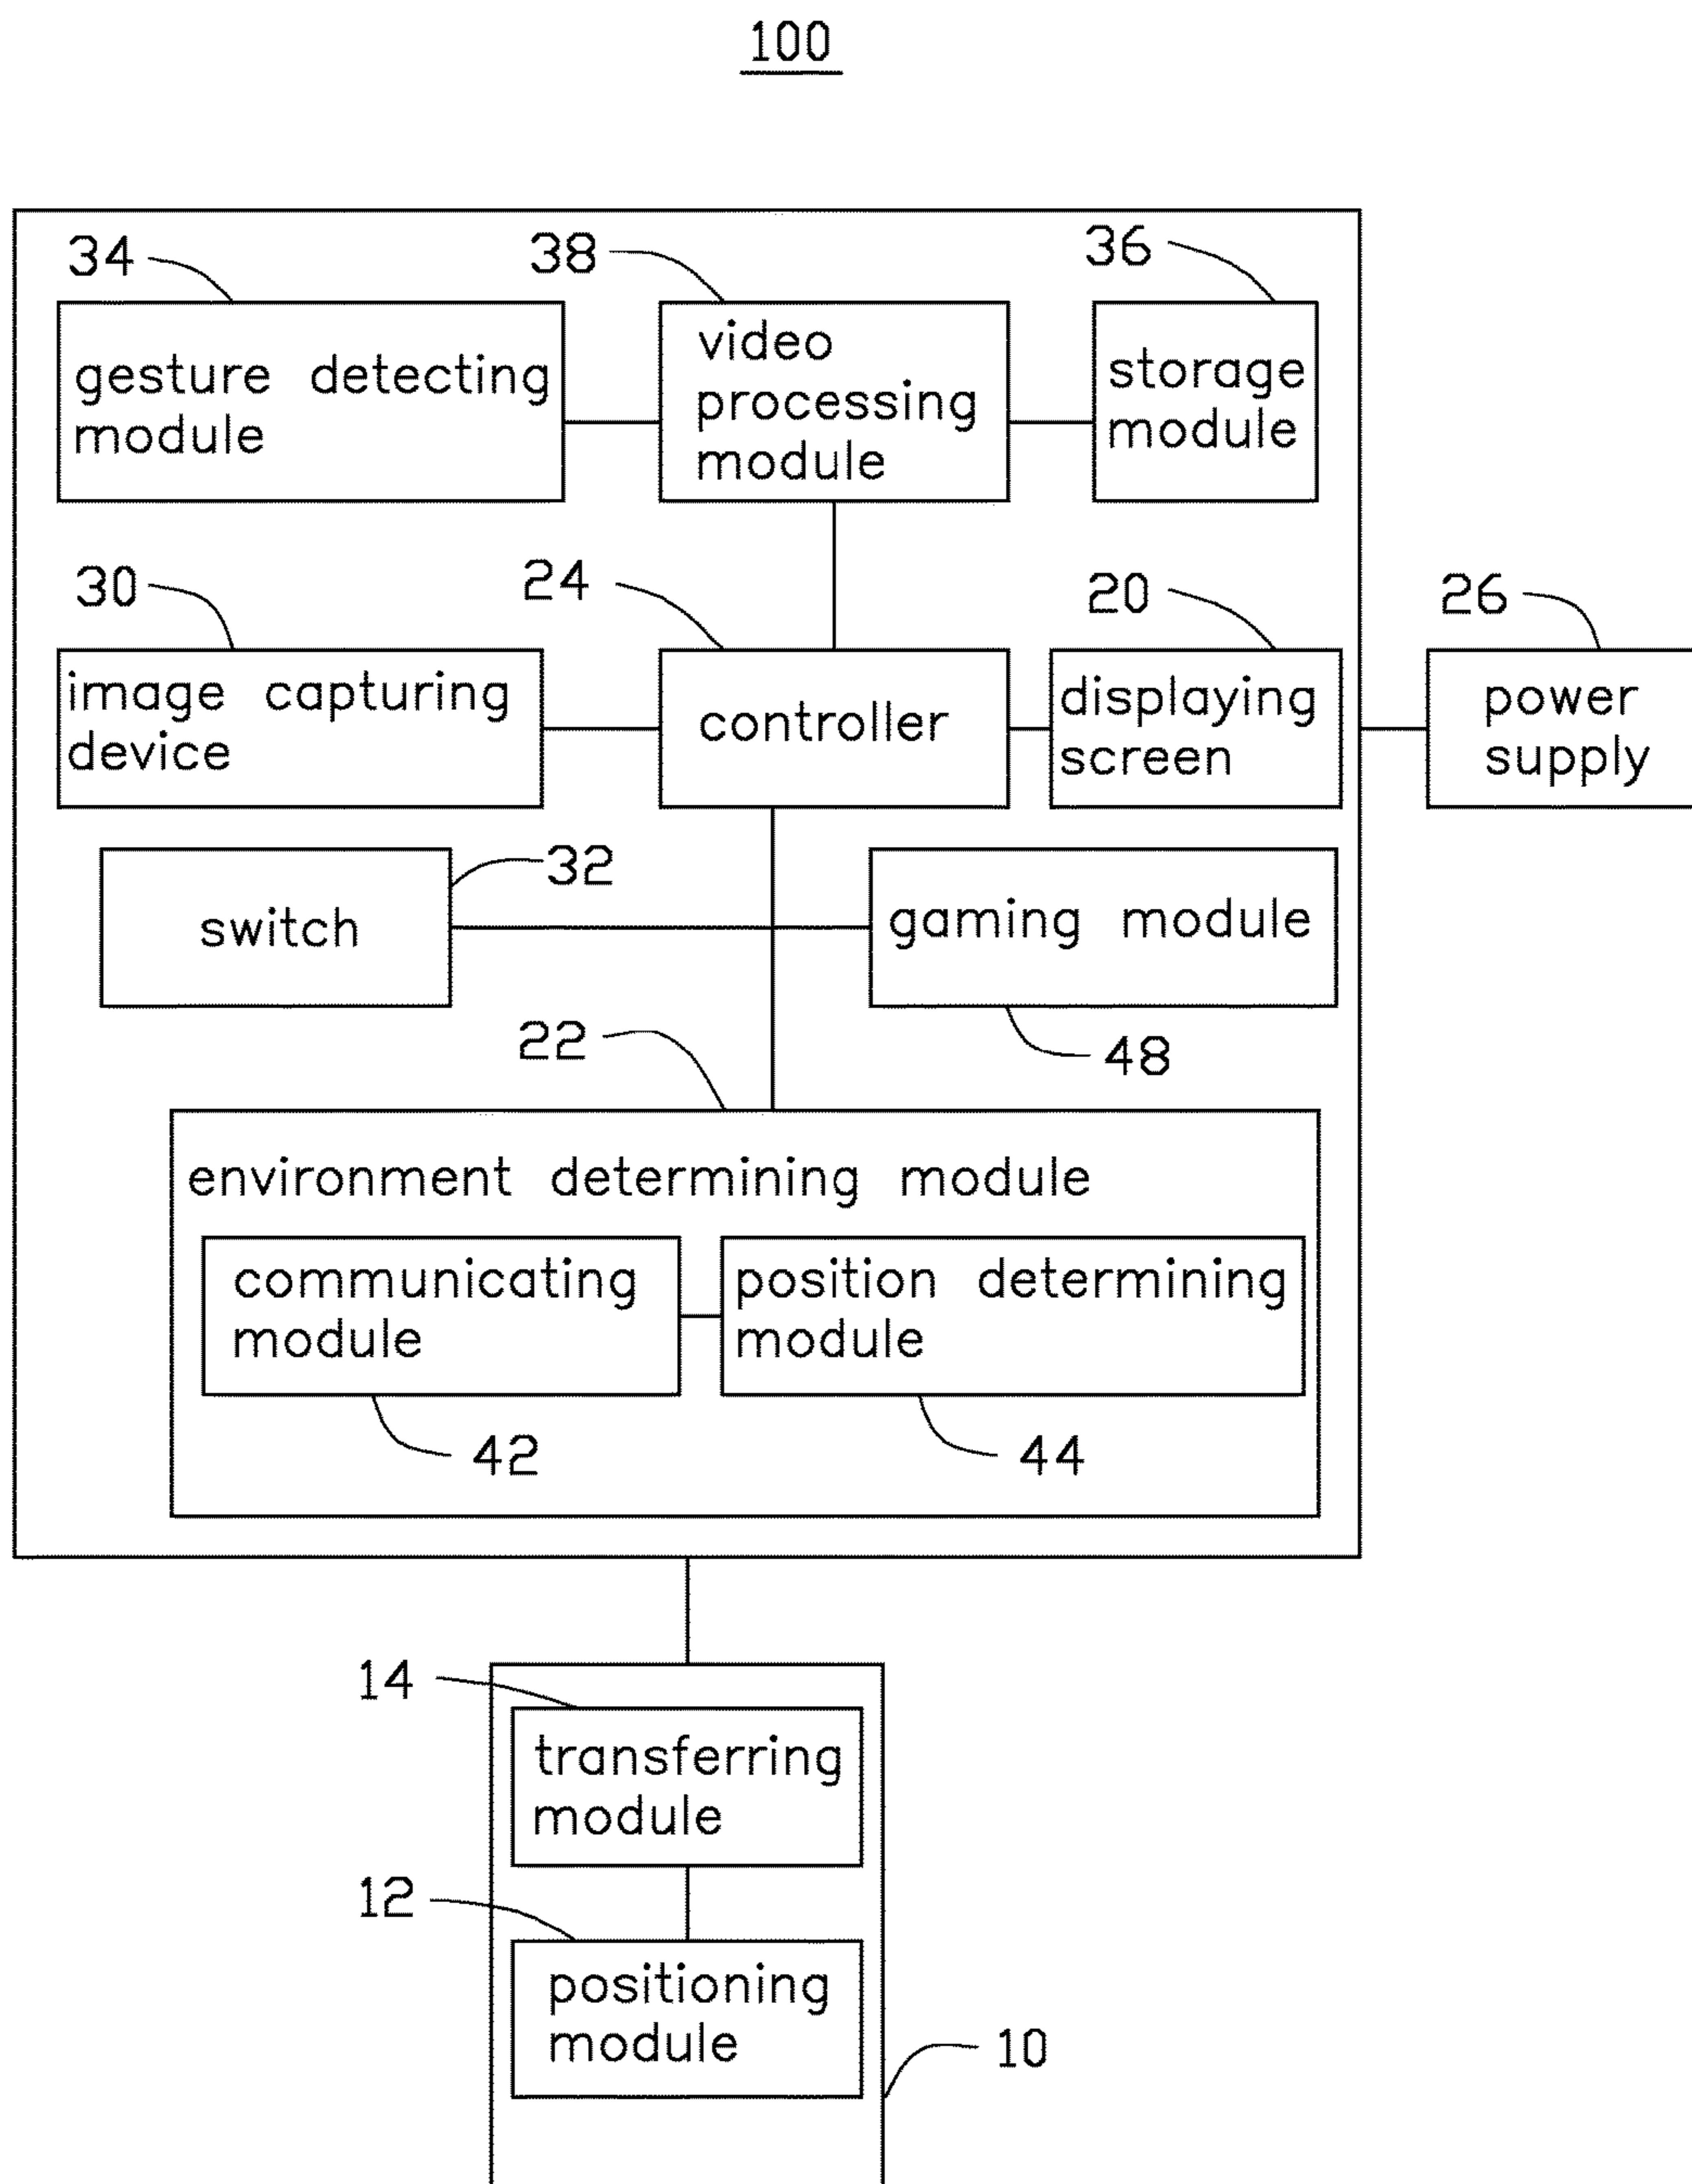 100
34
38
36
gesture detecting
module
video
processing
module
storage
module
30
24
20
26
image capturing
device
controller
displaying
screen
power
supply
32
switch
gaming module
22
48
environment determining module
communicating
module
position determining
module
42
44
14
transferring
module
12
positioning
module
10